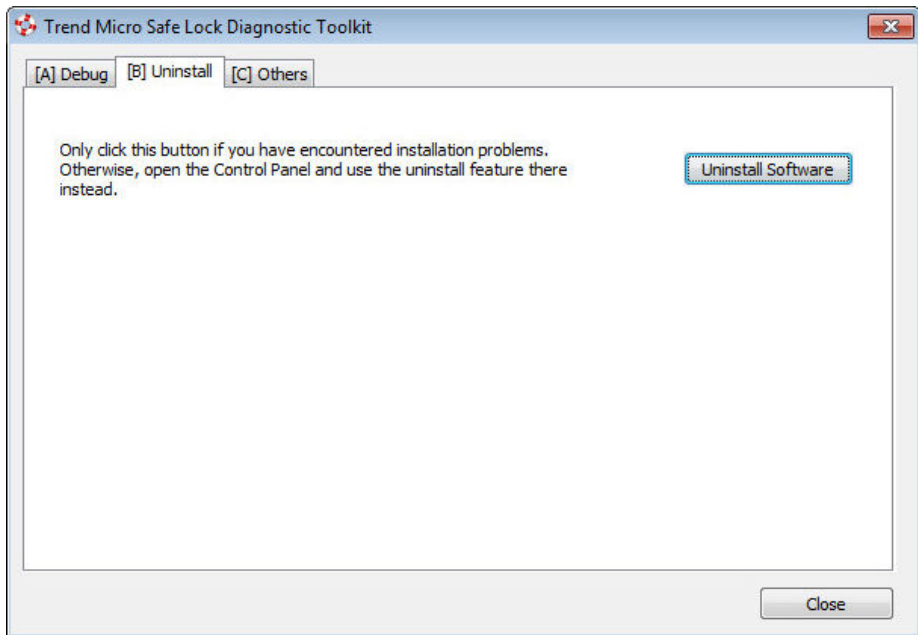 Trend Micro Safe Lock Diagnostic Toolkit
[A] Debug [B] Uninstall [C] Others
Only click this button if you have encountered installation problems.
Otherwise, open the Control Panel and use the uninstall feature there
instead.
Uninstall Software
Close